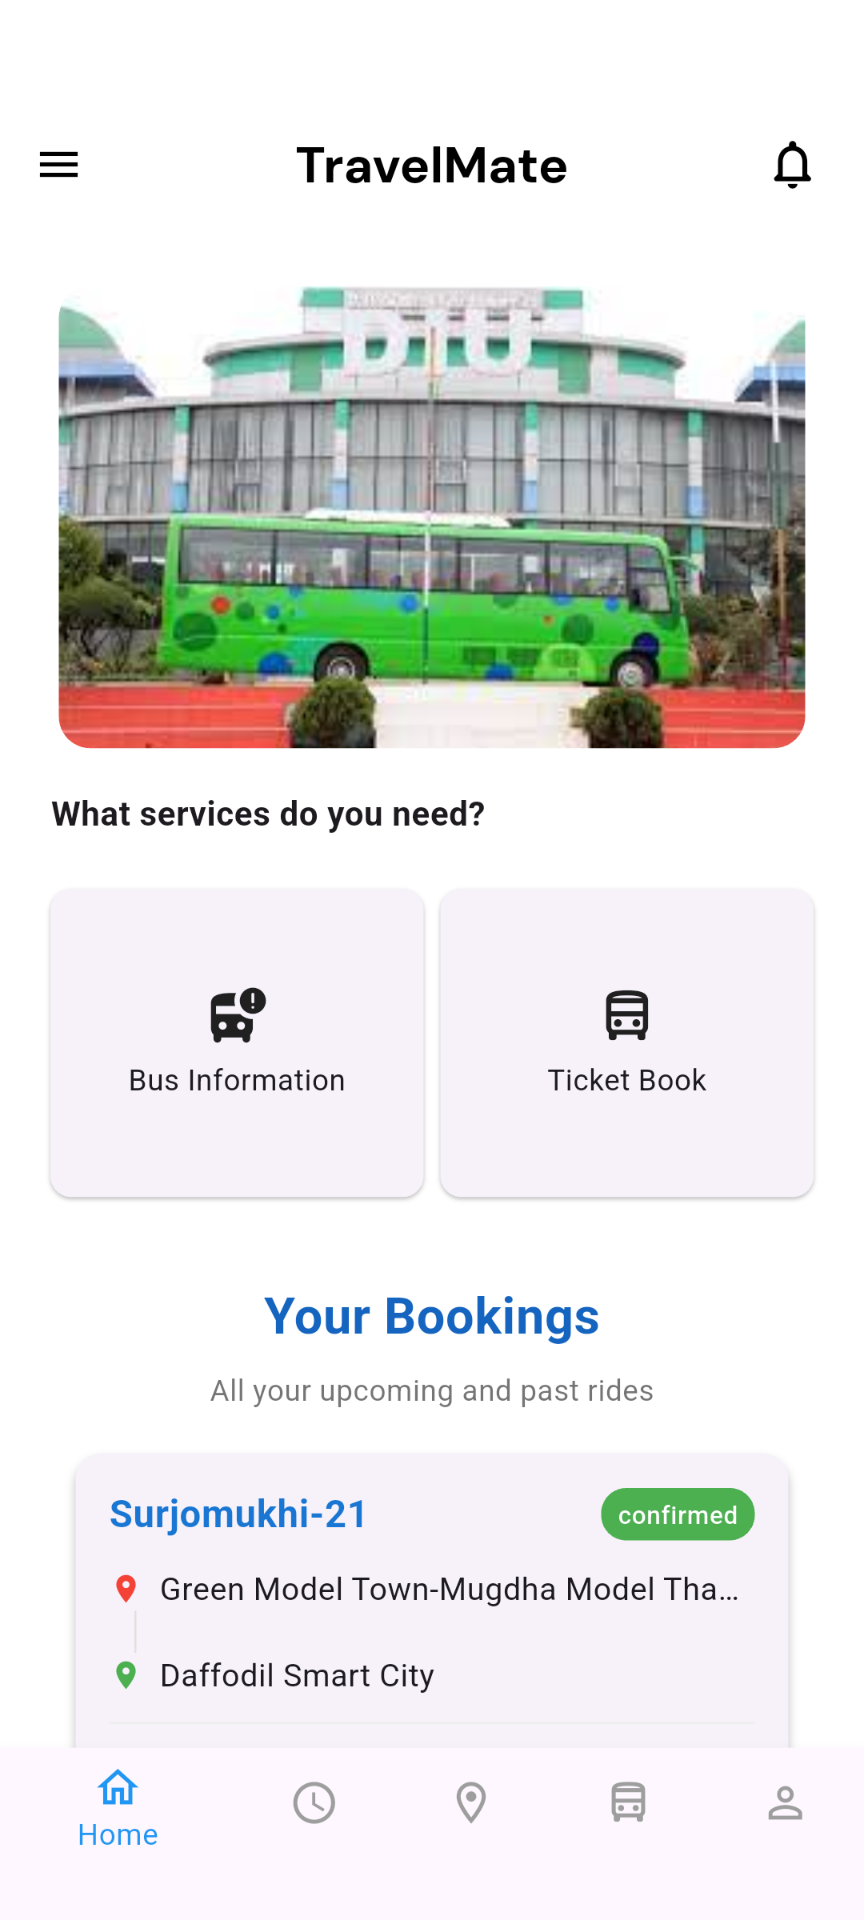 TravelMate
DIU
What services do you need?
Bus Information
Ticket Book
Your Bookings
All your upcoming and past rides
Surjomukhi-21
confirmed
Green Model Town-Mugdha Model Tha...
Daffodil Smart City
Home